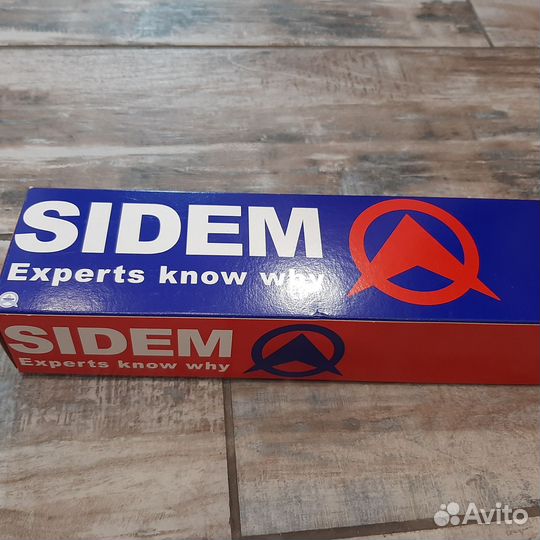 SIDEM
Experts know why
SIDEM
Experts know why
Avito